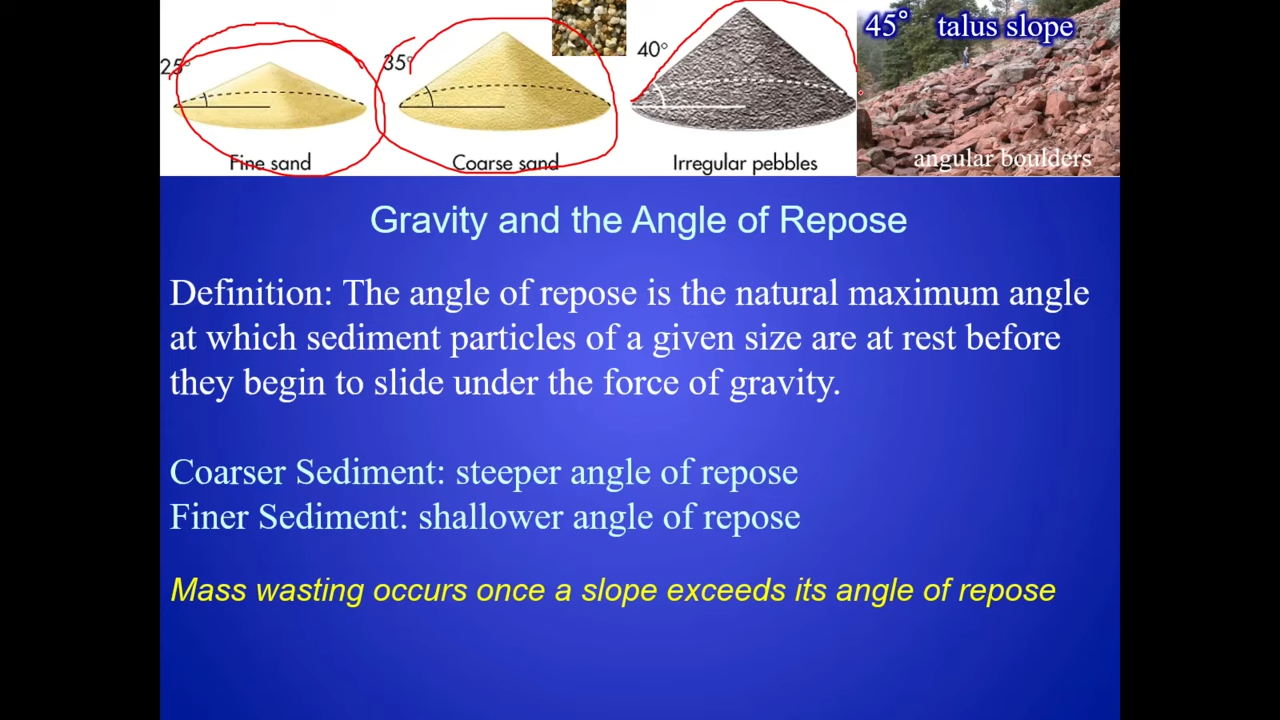 25° 35° 40° 45° talus slope
Fine sand Coarse sand Irregular pebbles angular boulders
Gravity and the Angle of Repose
Definition: The angle of repose is the natural maximum angle
at which sediment particles of a given size are at rest before
they begin to slide under the force of gravity.
Coarser Sediment: steeper angle of repose
Finer Sediment: shallower angle of repose
Mass wasting occurs once a slope exceeds its angle of repose